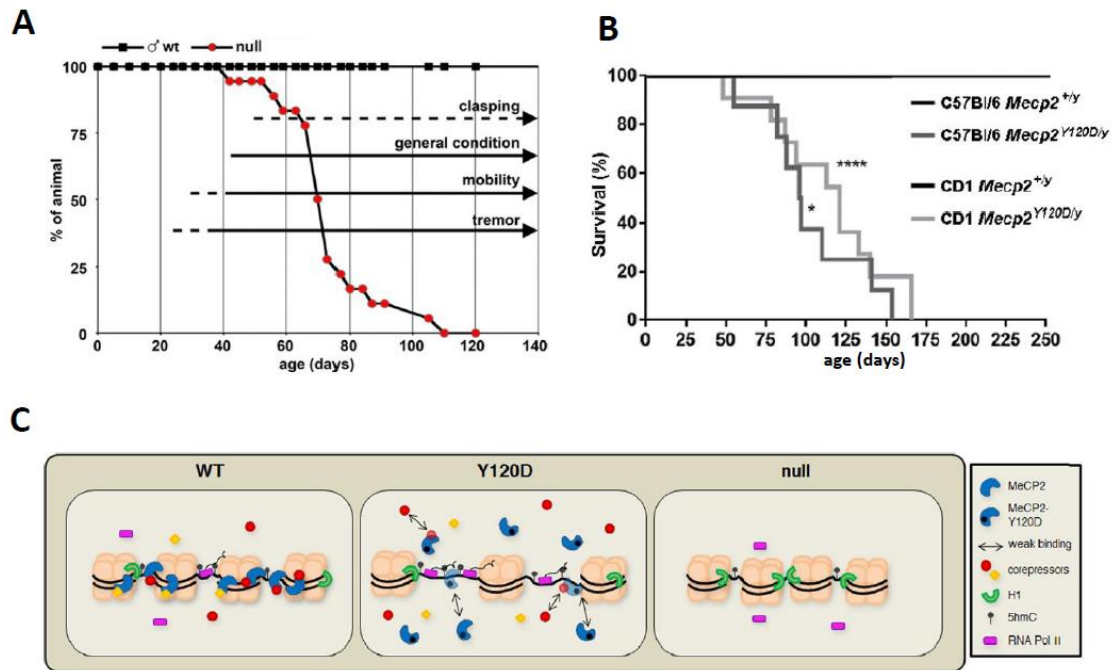 A
♂ wt
null
100
75
50
25
0
% of animal
clasping
general condition
mobility
tremor
0 20 40 60 80 100 120 140
age (days)
B
100
80
60
40
20
0
Survival (%)
C57Bl/6 Mecp2+/y
C57Bl/6 Mecp2Y120D/y
****
CD1 Mecp2+/y
*
CD1 Mecp2Y120D/y
0 25 50 75 100 125 150 175 200 225 250
age (days)
C
WT Y120D null
MeCP2
MeCP2-
Y120D
weak binding
corepressors
H1
5hmC
RNA Pol II